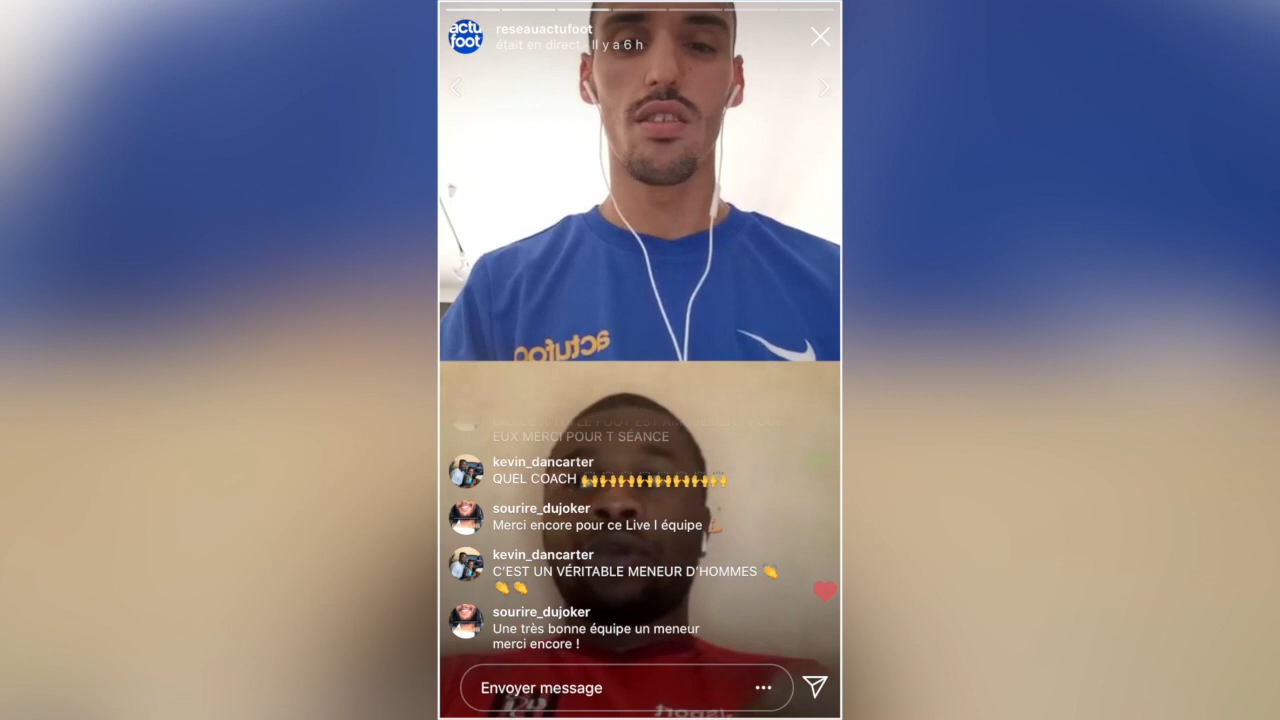 actu
foot
reseauactufoot
était en direct · Il y a 6 h
actufoo
EUX MERCI POUR T SÉANCE
kevin_dancarter
QUEL COACH 🙌🙌🙌🙌🙌🙌🙌🙌
sourire_dujoker
Merci encore pour ce Live l équipe 💪🏽
kevin_dancarter
C'EST UN VÉRITABLE MENEUR D'HOMMES 👏
👏👏
sourire_dujoker
Une très bonne équipe un meneur
merci encore !
Envoyer message